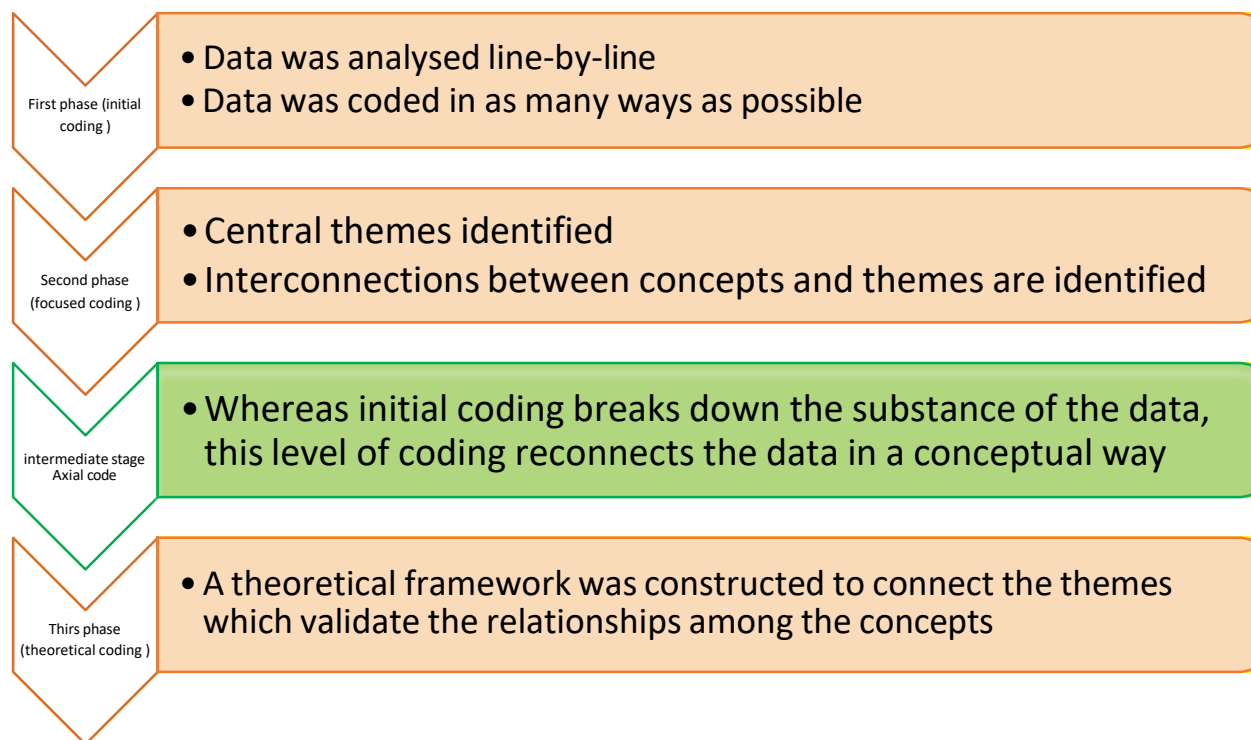 First phase (initial
coding )
• Data was analysed line-by-line
• Data was coded in as many ways as possible
Second phase
(focused coding )
• Central themes identified
• Interconnections between concepts and themes are identified
intermediate stage
Axial code
• Whereas initial coding breaks down the substance of the data,
this level of coding reconnects the data in a conceptual way
Thirs phase
(theoretical coding )
• A theoretical framework was constructed to connect the themes
which validate the relationships among the concepts